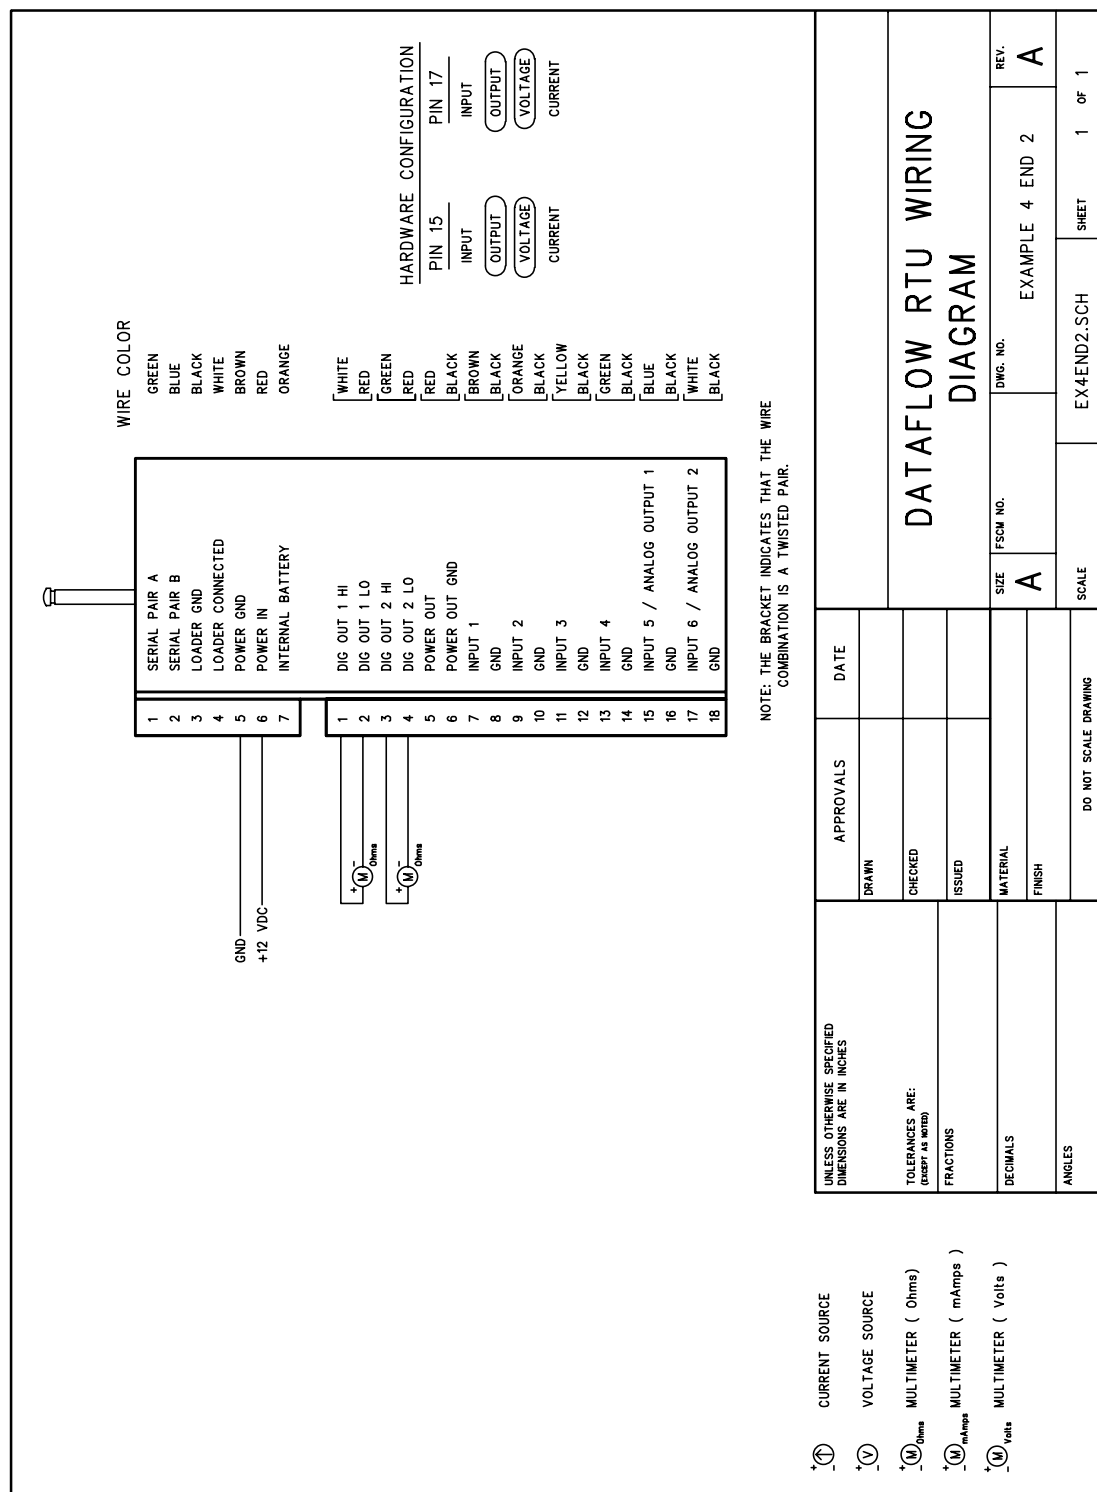 WIRE COLOR
1 SERIAL PAIR A GREEN
2 SERIAL PAIR B BLUE
3 LOADER GND BLACK
4 LOADER CONNECTED WHITE
GND 5 POWER GND BROWN
+12 VDC 6 POWER IN RED
7 INTERNAL BATTERY ORANGE
1 DIG OUT 1 HI WHITE
+ M - Ohms 2 DIG OUT 1 LO RED
3 DIG OUT 2 HI GREEN
+ M - Ohms 4 DIG OUT 2 LO RED
5 POWER OUT RED
6 POWER OUT GND BLACK
7 INPUT 1 BROWN
8 GND BLACK
9 INPUT 2 ORANGE
10 GND BLACK
11 INPUT 3 YELLOW
12 GND BLACK
13 INPUT 4 GREEN
14 GND BLACK
15 INPUT 5 / ANALOG OUTPUT 1 BLUE
16 GND BLACK
17 INPUT 6 / ANALOG OUTPUT 2 WHITE
18 GND BLACK
HARDWARE CONFIGURATION
PIN 15 PIN 17
INPUT INPUT
OUTPUT OUTPUT
VOLTAGE VOLTAGE
CURRENT CURRENT
NOTE: THE BRACKET INDICATES THAT THE WIRE
COMBINATION IS A TWISTED PAIR.
+ - CURRENT SOURCE
+ - V VOLTAGE SOURCE
+ - M Ohms MULTIMETER ( Ohms)
+ - M mAmps MULTIMETER ( mAmps )
+ - M Volts MULTIMETER ( Volts )
UNLESS OTHERWISE SPECIFIED
DIMENSIONS ARE IN INCHES
TOLERANCES ARE:
(EXCEPT AS NOTED)
FRACTIONS
DECIMALS
ANGLES
APPROVALS DATE
DRAWN
CHECKED
ISSUED
MATERIAL
FINISH
DO NOT SCALE DRAWING
DATAFLOW RTU WIRING
DIAGRAM
SIZE FSCM NO. DWG. NO. REV.
A EXAMPLE 4 END 2 A
SCALE EX4END2.SCH SHEET 1 OF 1